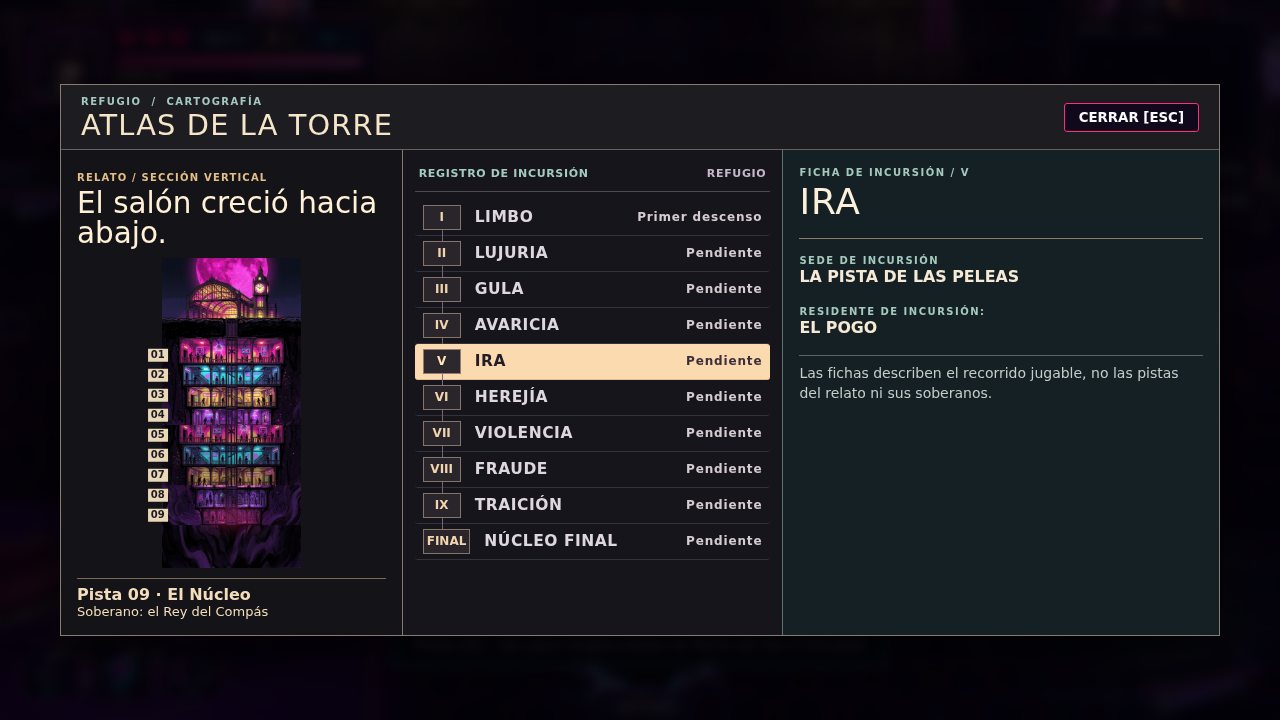 REFUGIO / CARTOGRAFÍA
ATLAS DE LA TORRE
CERRAR [ESC]
RELATO / SECCIÓN VERTICAL
El salón creció hacia
abajo.
01
02
03
04
05
06
07
08
09
Pista 09 · El Núcleo
Soberano: el Rey del Compás
REGISTRO DE INCURSIÓN REFUGIO
I LIMBO Primer descenso
II LUJURIA Pendiente
III GULA Pendiente
IV AVARICIA Pendiente
V IRA Pendiente
VI HEREJÍA Pendiente
VII VIOLENCIA Pendiente
VIII FRAUDE Pendiente
IX TRAICIÓN Pendiente
FINAL NÚCLEO FINAL Pendiente
FICHA DE INCURSIÓN / V
IRA
SEDE DE INCURSIÓN
LA PISTA DE LAS PELEAS
RESIDENTE DE INCURSIÓN:
EL POGO
Las fichas describen el recorrido jugable, no las pistas
del relato ni sus soberanos.